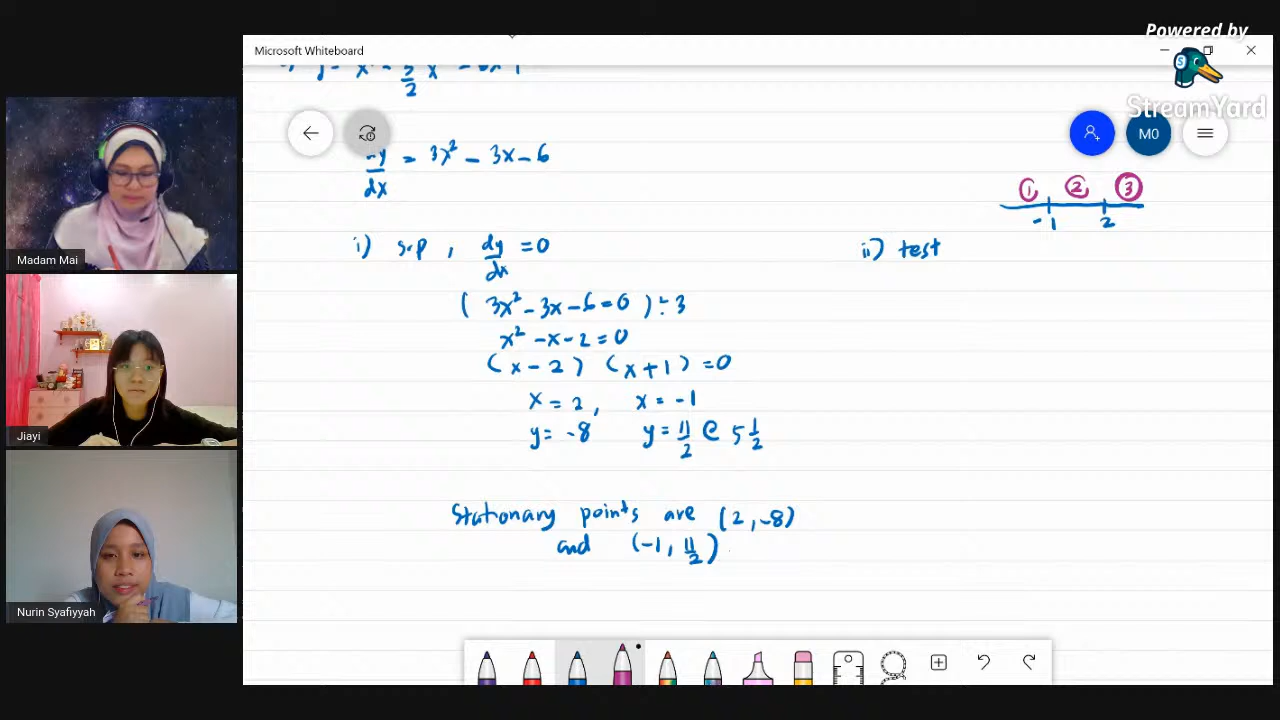 Powered by
StreamYard
Microsoft Whiteboard
M0
dy/dx = 3x² - 3x - 6
① ② ③
-1 2
i) s.p , dy/dx = 0
ii) test
( 3x² - 3x - 6 = 0 ) ÷ 3
x² - x - 2 = 0
( x - 2 ) ( x + 1 ) = 0
x = 2 , x = -1
y = -8 y = 11/2 @ 5 1/2
Stationary points are (2, -8)
and (-1, 11/2)
Madam Mai
Jiayi
Nurin Syafiyyah